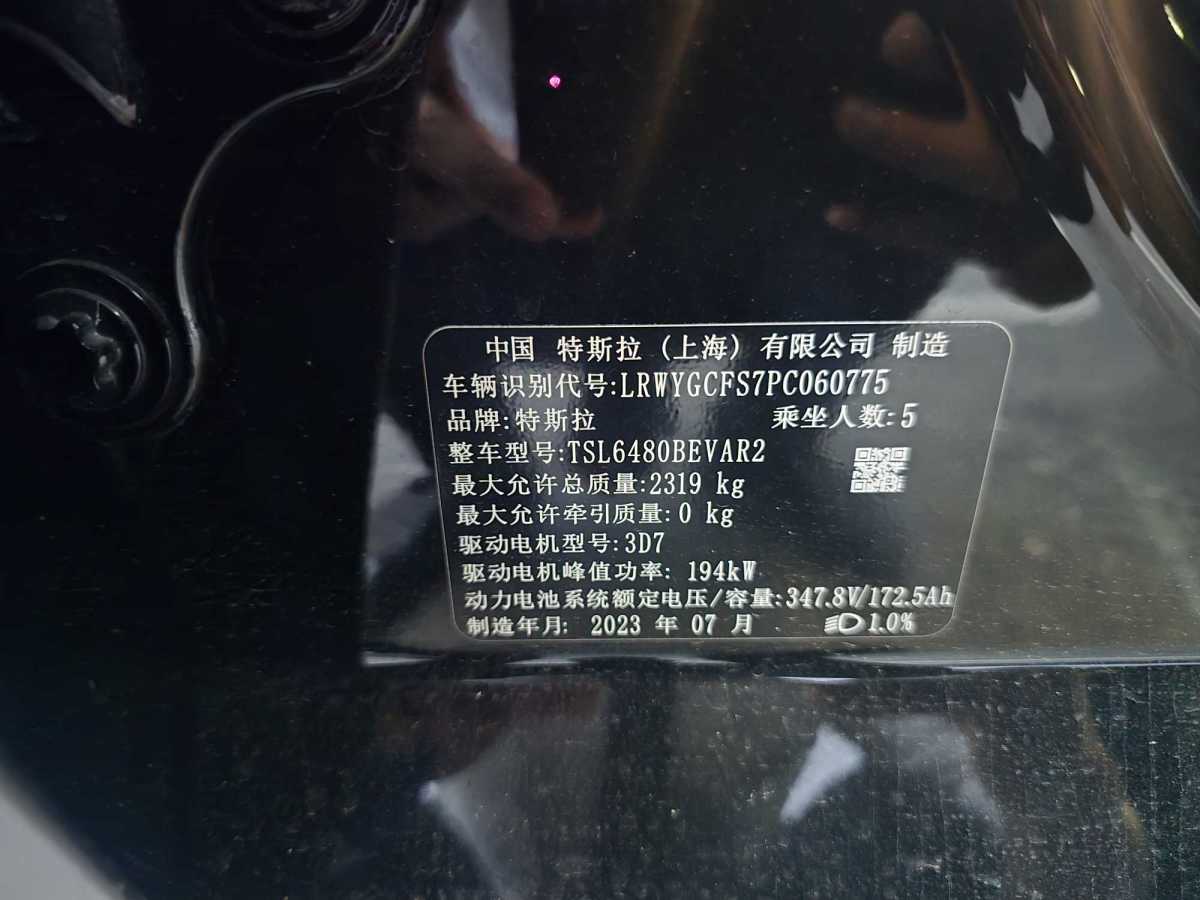 中国 特斯拉 (上海) 有限公司 制造
车辆识别代号:LRWYGCFS7PC060775
品牌:特斯拉 乘坐人数:5
整车型号:TSL6480BEVAR2
最大允许总质量:2319 kg
最大允许牵引质量:0 kg
驱动电机型号:3D7
驱动电机峰值功率: 194kW
动力电池系统额定电压/容量:347.8V/172.5Ah
制造年月: 2023 年 07 月 1.0%